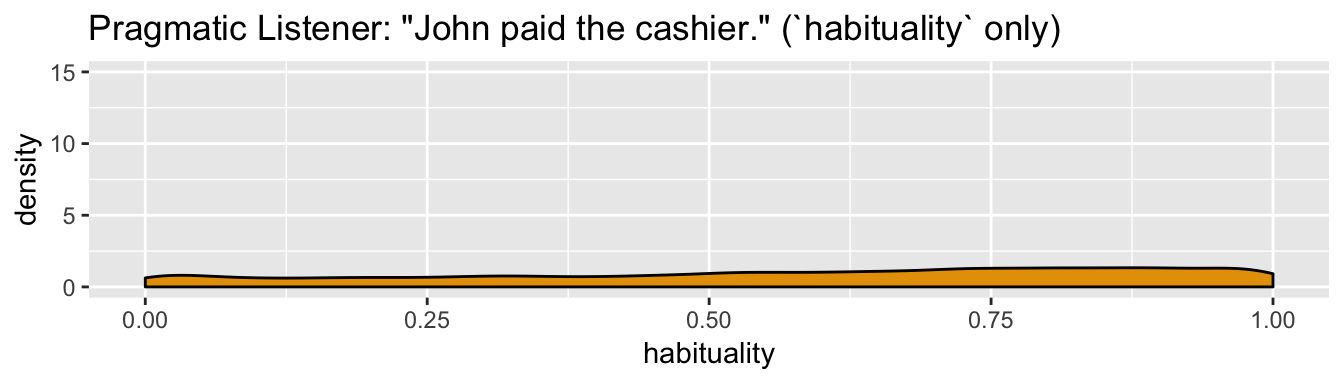 Pragmatic Listener: "John paid the cashier." (`habituality` only)
density
15
10
5
0
0.00 0.25 0.50 0.75 1.00
habituality